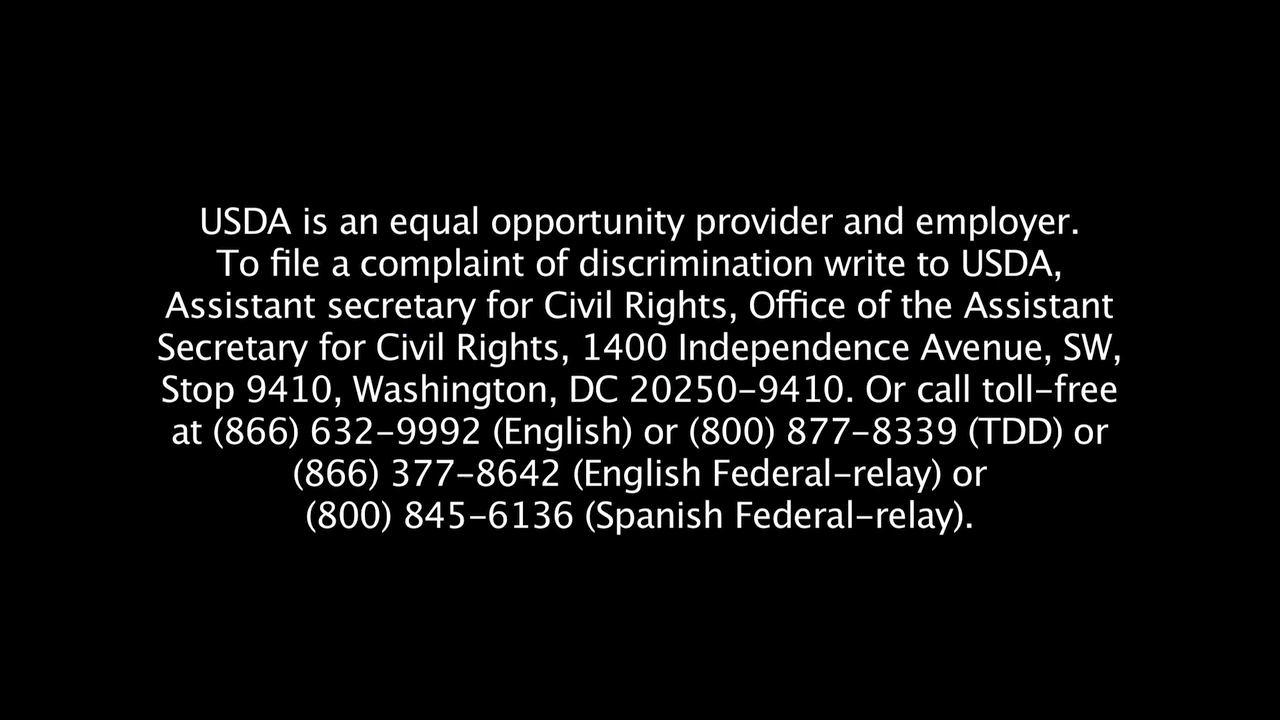 USDA is an equal opportunity provider and employer.
To file a complaint of discrimination write to USDA,
Assistant secretary for Civil Rights, Office of the Assistant
Secretary for Civil Rights, 1400 Independence Avenue, SW,
Stop 9410, Washington, DC 20250-9410. Or call toll-free
at (866) 632-9992 (English) or (800) 877-8339 (TDD) or
(866) 377-8642 (English Federal-relay) or
(800) 845-6136 (Spanish Federal-relay).